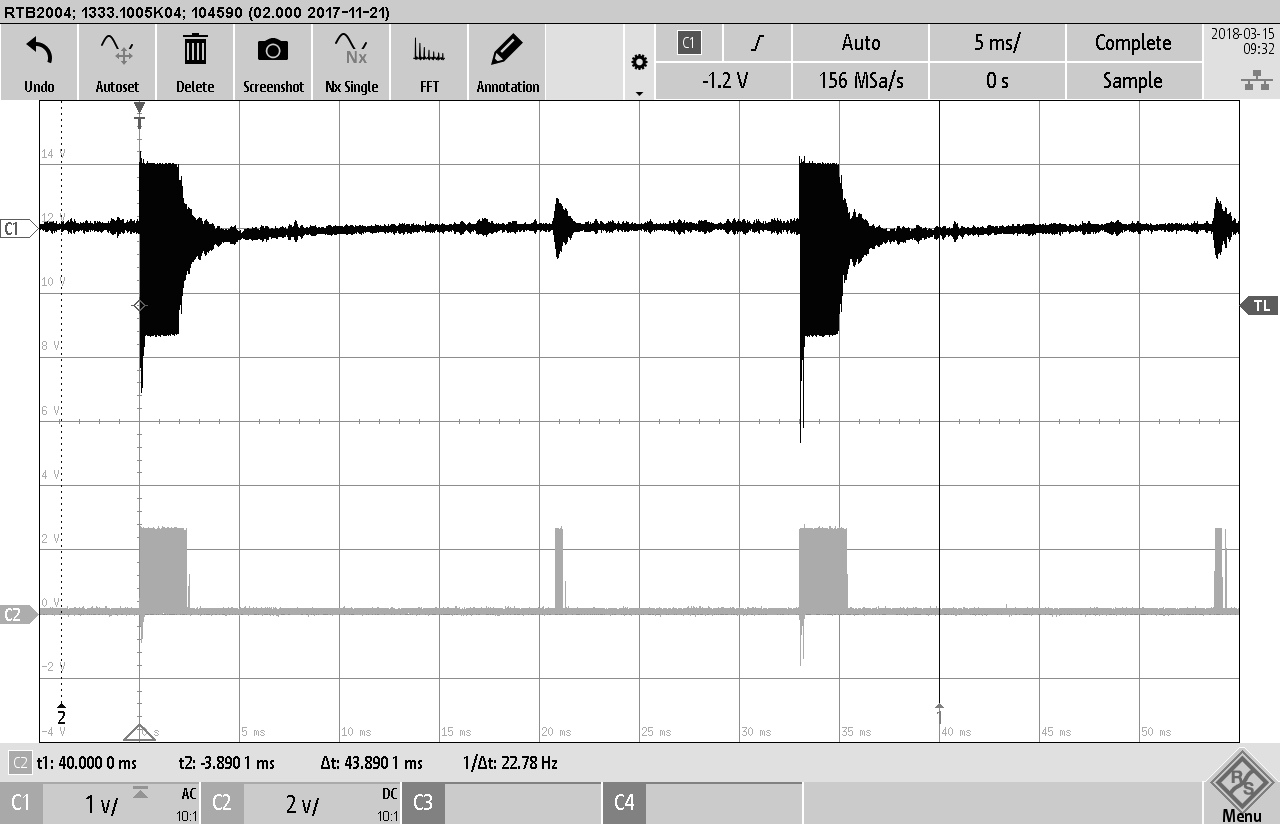 RTB2004; 1333.1005K04; 104590 (02.000 2017-11-21)
Undo Autoset Delete Screenshot Nx Single FFT Annotation
Nx
C1 Auto 5 ms/ Complete
-1.2 V 156 MSa/s 0 s Sample
2018-03-15
09:32
T
14 V
12 V
C1
10 V
TL
8 V
6 V
4 V
2 V
0 V
C2
-2 V
2 1
-4 V 0 s 5 ms 10 ms 15 ms 20 ms 25 ms 30 ms 35 ms 40 ms 45 ms 50 ms
C2 t1: 40.000 0 ms t2: -3.890 1 ms Δt: 43.890 1 ms 1/Δt: 22.78 Hz
C1 1 V/ AC 10:1 C2 2 V/ DC 10:1 C3 C4
R S
Menu